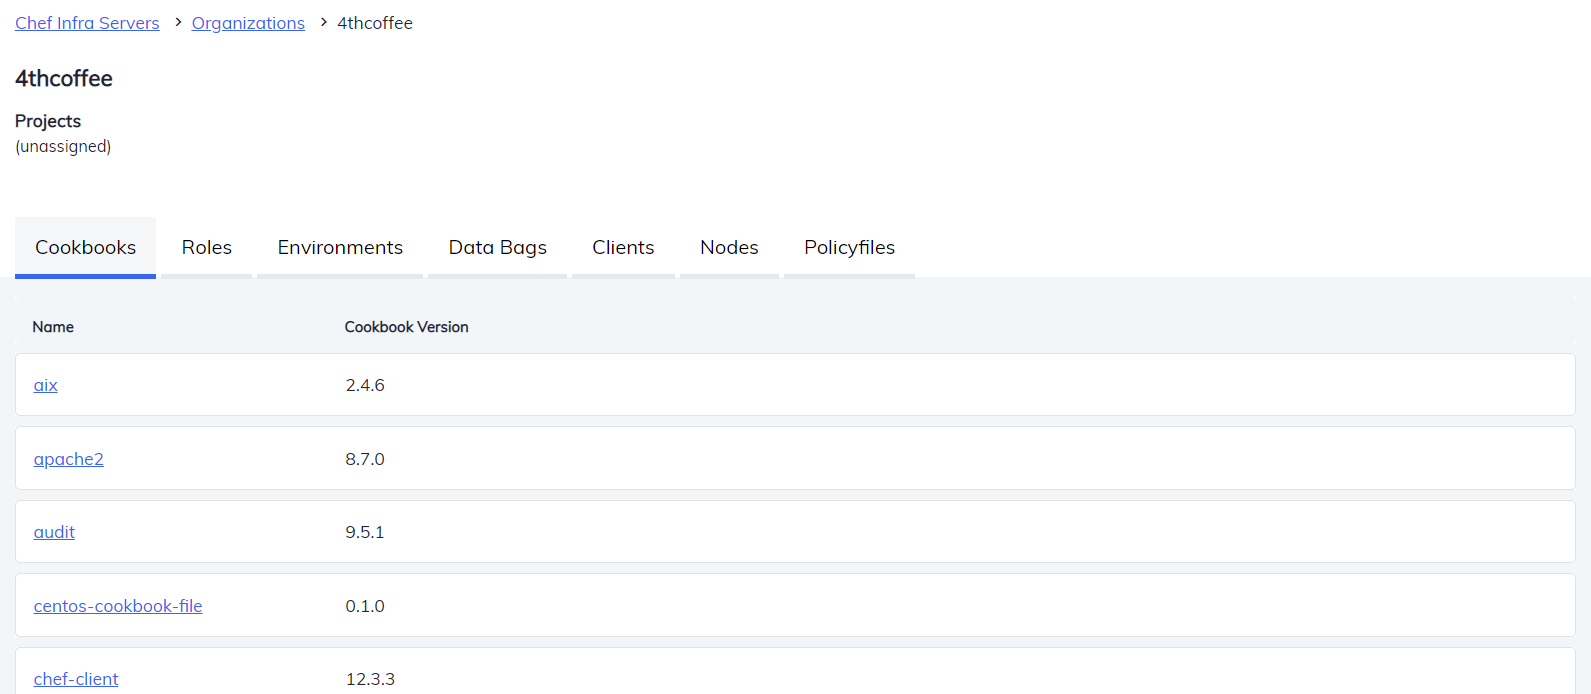 Chef Infra Servers > Organizations > 4thcoffee
4thcoffee
Projects
(unassigned)
Cookbooks Roles Environments Data Bags Clients Nodes Policyfiles
Name Cookbook Version
aix 2.4.6
apache2 8.7.0
audit 9.5.1
centos-cookbook-file 0.1.0
chef-client 12.3.3